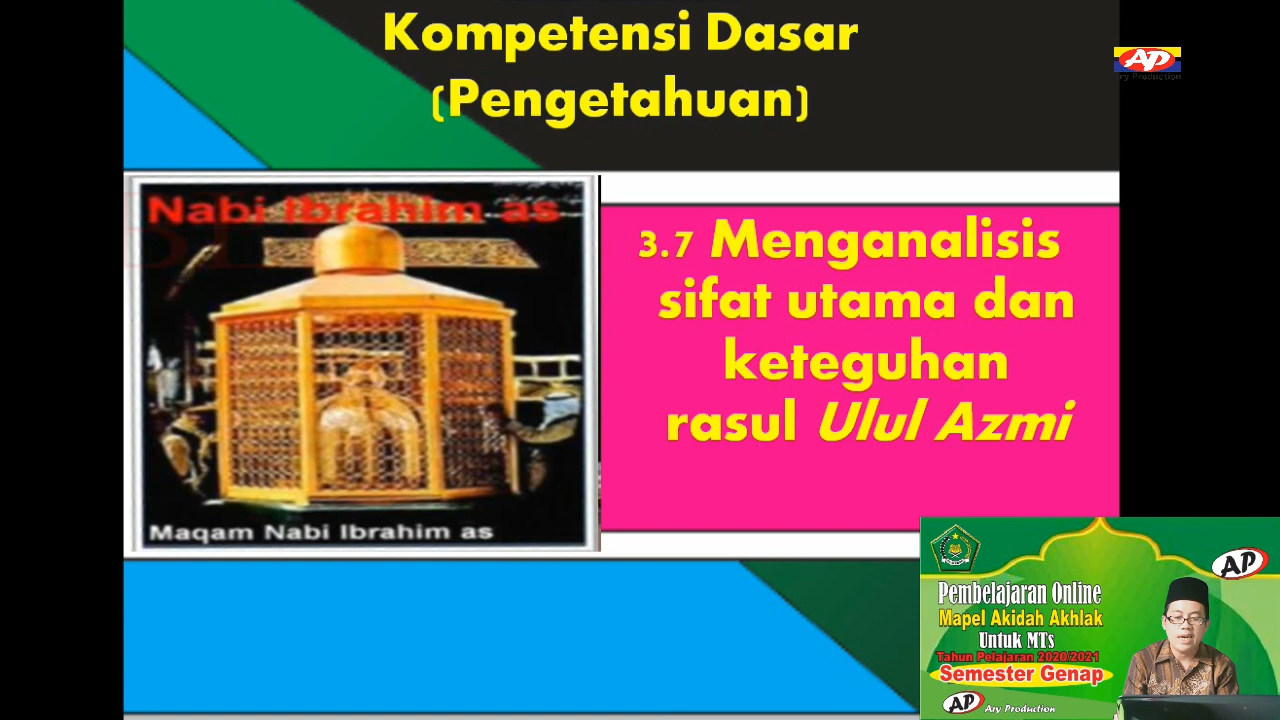 Kompetensi Dasar
(Pengetahuan)
AP
ry Production
Nabi Ibrahim as
3.7 Menganalisis
sifat utama dan
keteguhan
rasul Ulul Azmi
Maqam Nabi Ibrahim as
AP
Pembelajaran Online
Mapel Akidah Akhlak
Untuk MTs
Tahun Pelajaran 2020/2021
Semester Genap
AP Ary Production